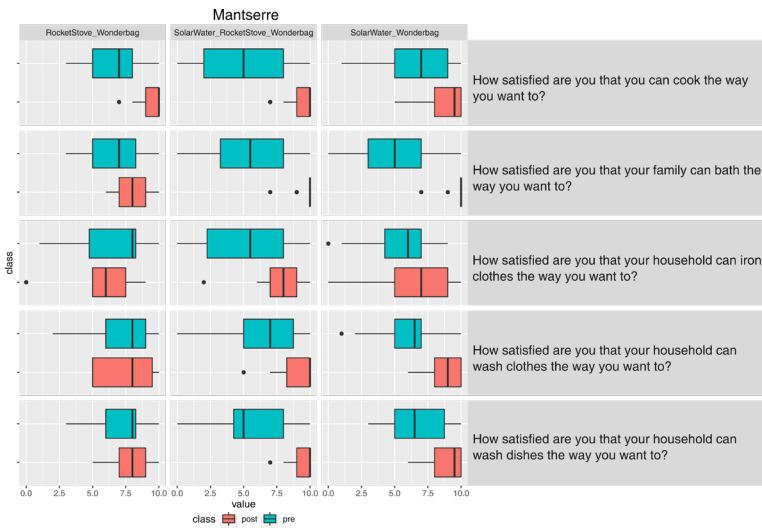 Mantserre
RocketStove_Wonderbag
SolarWater_RocketStove_Wonderbag
SolarWater_Wonderbag
How satisfied are you that you can cook the way
you want to?
How satisfied are you that your family can bath the
way you want to?
How satisfied are you that your household can iron
clothes the way you want to?
How satisfied are you that your household can
wash clothes the way you want to?
How satisfied are you that your household can
wash dishes the way you want to?
class
0.0 2.5 5.0 7.5 10.0 0.0 2.5 5.0 7.5 10.0 0.0 2.5 5.0 7.5 10.0
value
class post pre